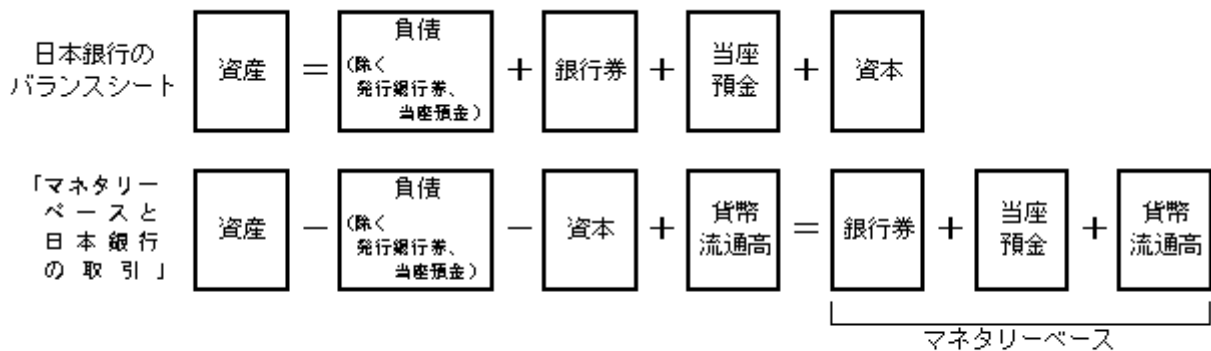 日本銀行の
バランスシート
資産
＝
負債
（除く
発行銀行券、
当座預金）
＋
銀行券
＋
当座
預金
＋
資本
「マネタリー
ベースと
日本銀行
の取引」
資産
－
負債
（除く
発行銀行券、
当座預金）
－
資本
＋
貨幣
流通高
＝
銀行券
＋
当座
預金
＋
貨幣
流通高
マネタリーベース